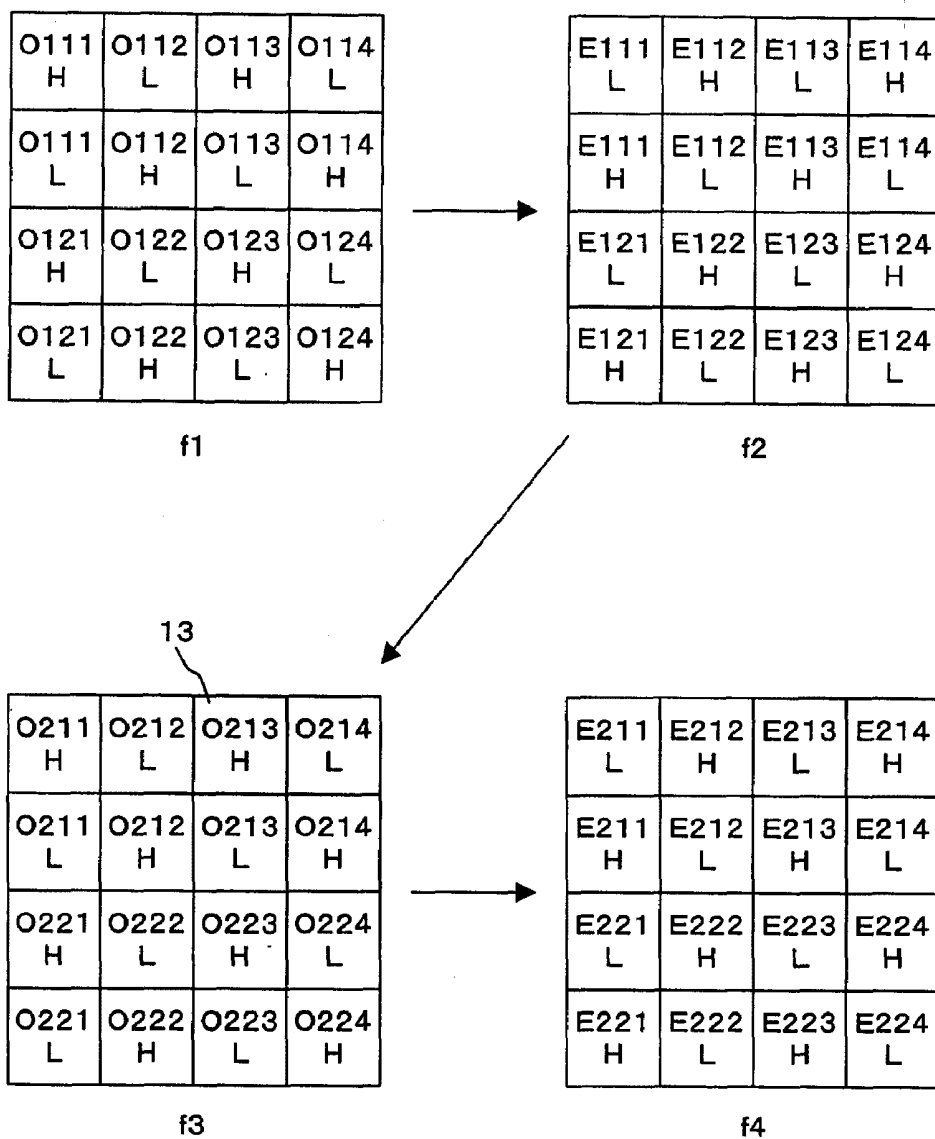 O111 O112 O113 O114
H L H L
O111 O112 O113 O114
L H L H
O121 O122 O123 O124
H L H L
O121 O122 O123 O124
L H L H
f1
E111 E112 E113 E114
L H L H
E111 E112 E113 E114
H L H L
E121 E122 E123 E124
L H L H
E121 E122 E123 E124
H L H L
f2
13
O211 O212 O213 O214
H L H L
O211 O212 O213 O214
L H L H
O221 O222 O223 O224
H L H L
O221 O222 O223 O224
L H L H
f3
E211 E212 E213 E214
L H L H
E211 E212 E213 E214
H L H L
E221 E222 E223 E224
L H L H
E221 E222 E223 E224
H L H L
f4